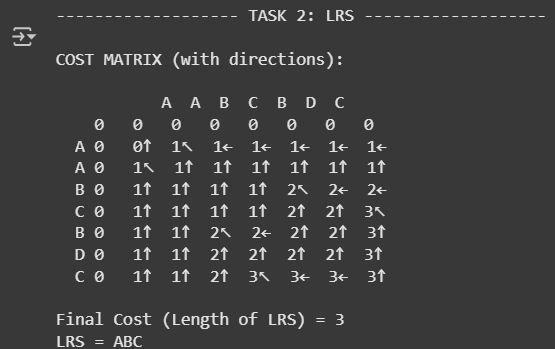 -------------------- TASK 2: LRS --------------------
COST MATRIX (with directions):
A A B C B D C
0 0 0 0 0 0 0 0
A 0 0↑ 1↖ 1← 1← 1← 1← 1←
A 0 1↖ 1↑ 1↑ 1↑ 1↑ 1↑ 1↑
B 0 1↑ 1↑ 1↑ 1↑ 2↖ 2← 2←
C 0 1↑ 1↑ 1↑ 1↑ 2↑ 2↑ 3↖
B 0 1↑ 1↑ 2↖ 2← 2↑ 2↑ 3↑
D 0 1↑ 1↑ 2↑ 2↑ 2↑ 2↑ 3↑
C 0 1↑ 1↑ 2↑ 3↖ 3← 3← 3↑
Final Cost (Length of LRS) = 3
LRS = ABC